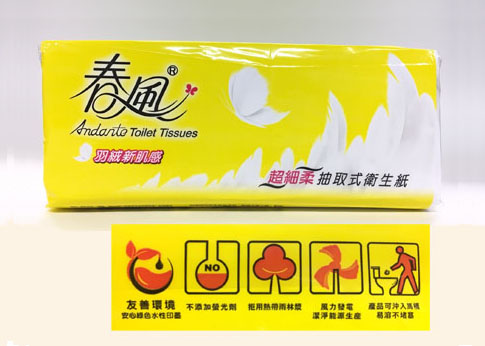 春風®
Andante Toilet Tissues
羽絨新肌感
超細柔抽取式衛生紙
NO
友善環境
安心綠色水性印墨
不添加螢光劑
拒用熱帶雨林漿
風力發電
潔淨能源生產
產品可沖入馬桶
易溶不堵塞